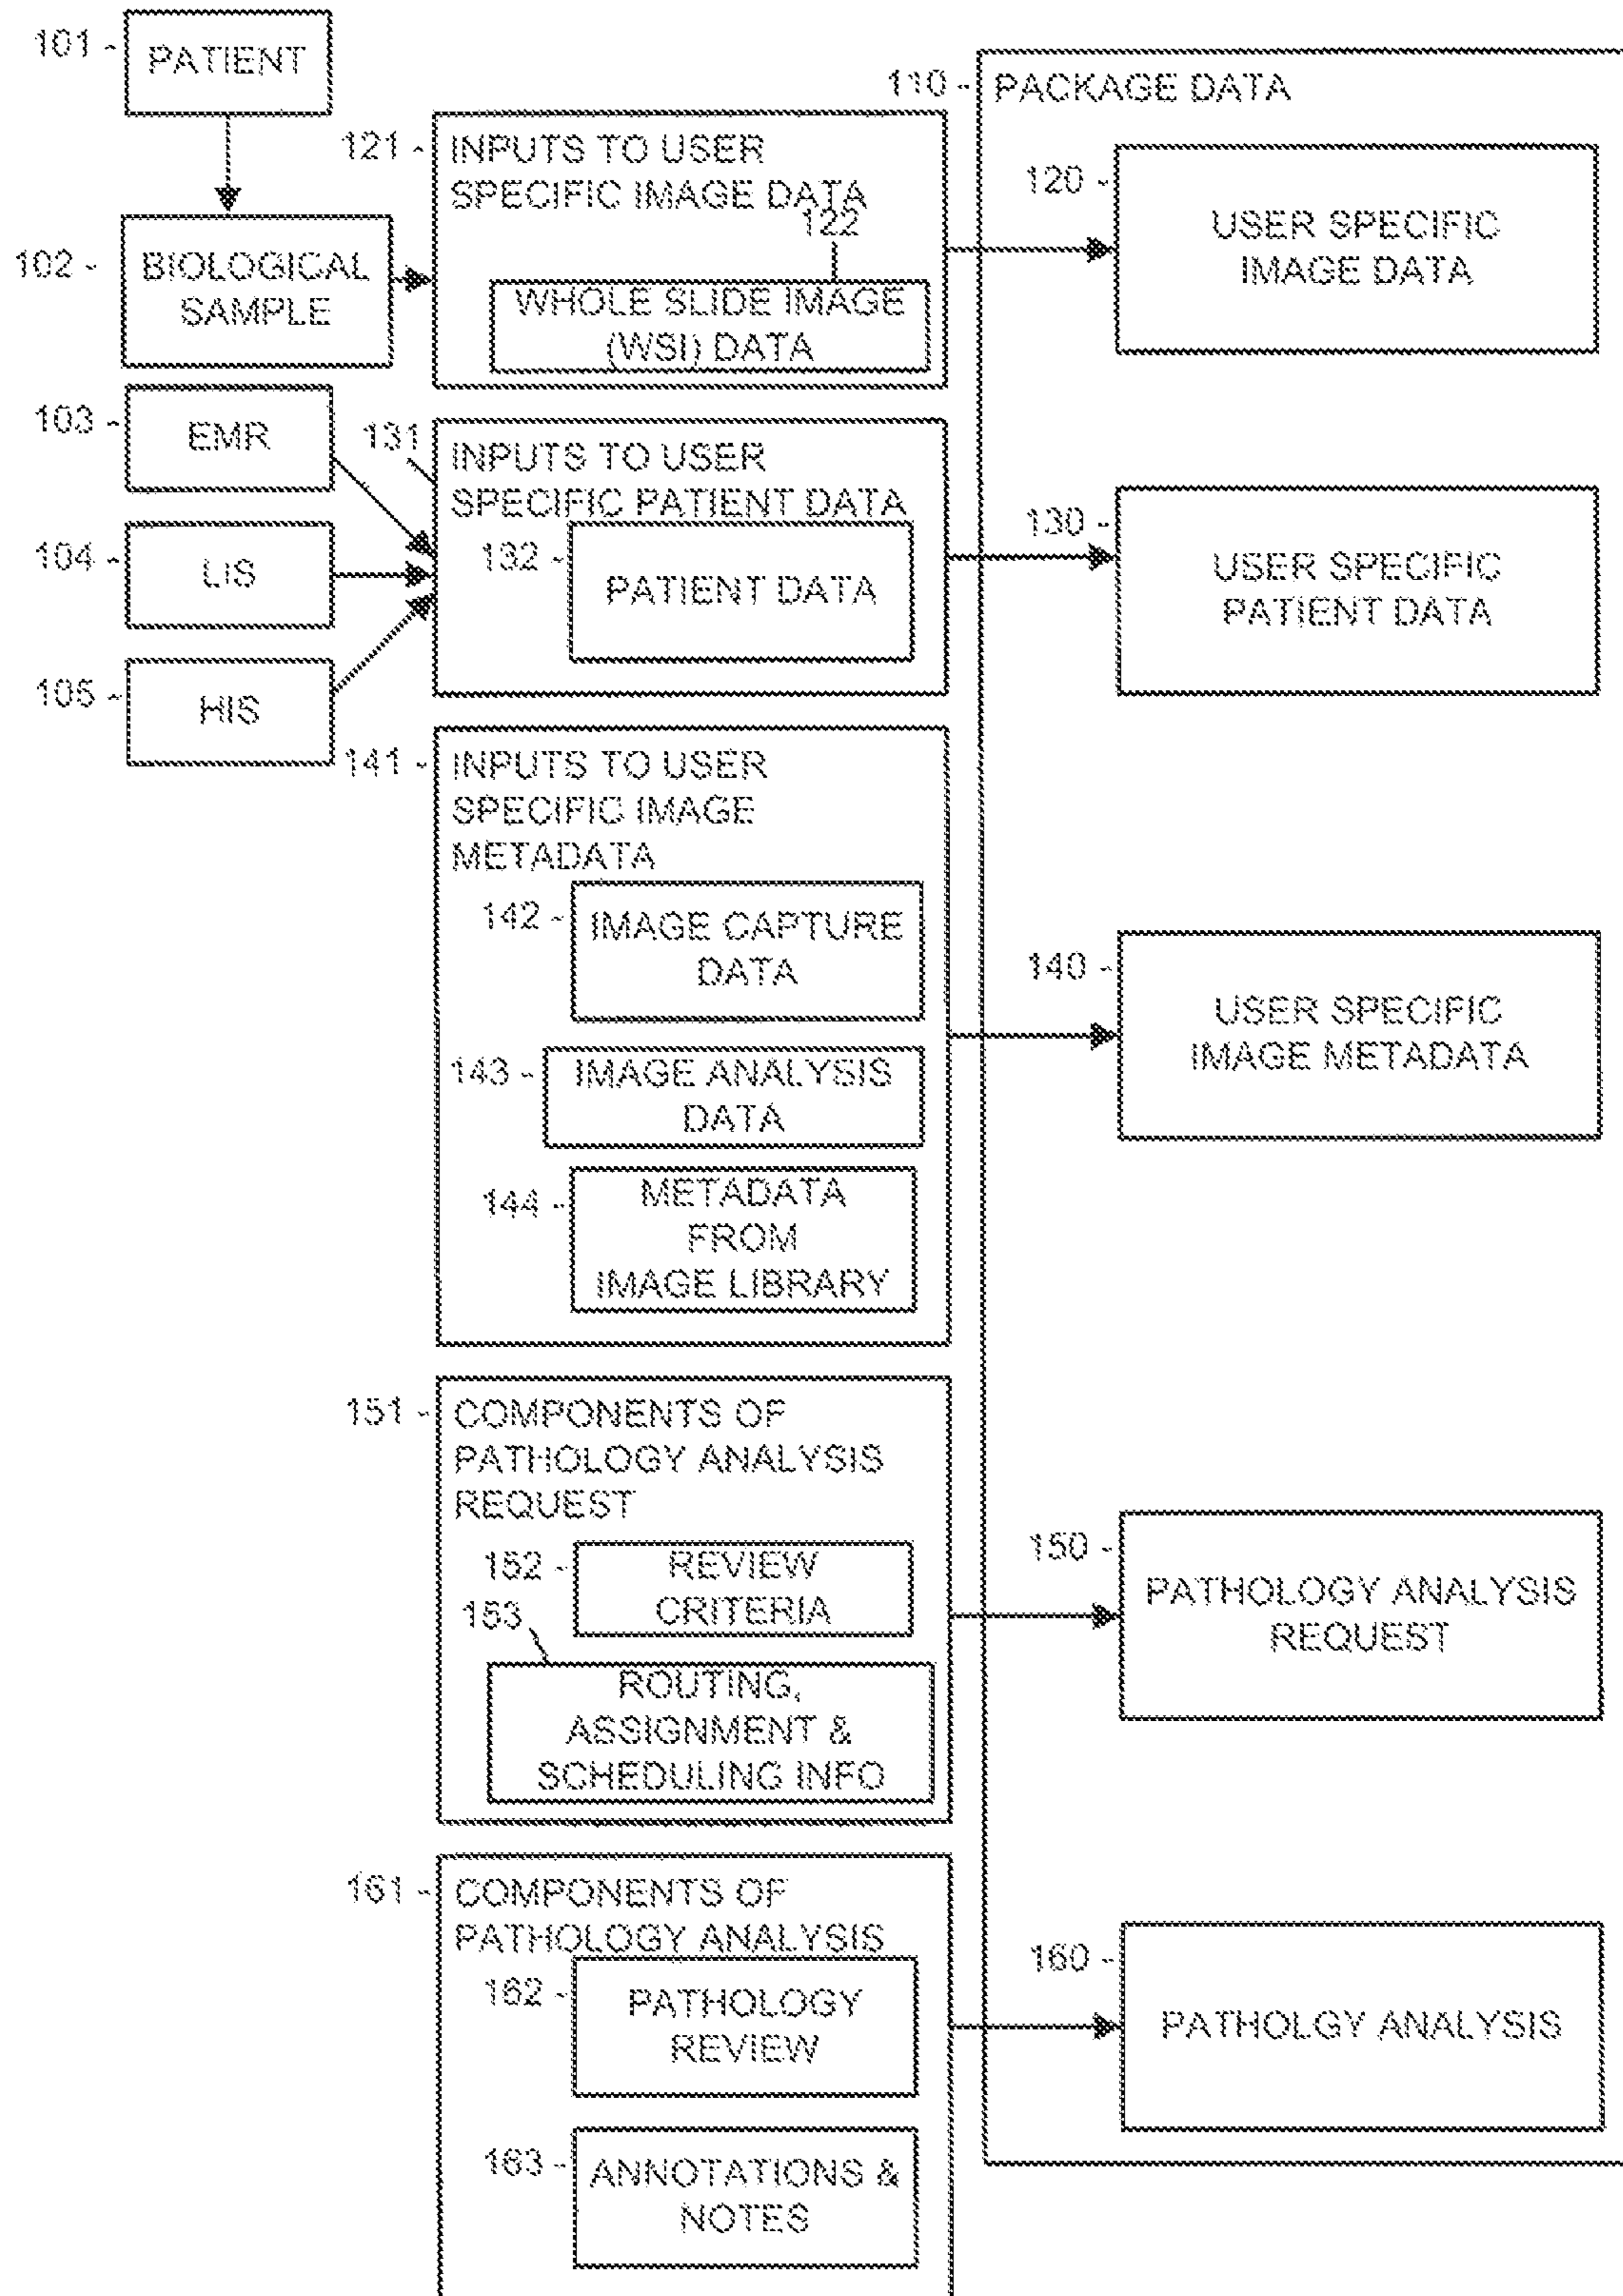 101
PATIENT
110
PACKAGE DATA
121
INPUTS TO USER
SPECIFIC IMAGE DATA
122
WHOLE SLIDE IMAGE
(WSI) DATA
120
USER SPECIFIC
IMAGE DATA
102
BIOLOGICAL
SAMPLE
103
EMR
104
LIS
105
HIS
131
INPUTS TO USER
SPECIFIC PATIENT DATA
132
PATIENT DATA
130
USER SPECIFIC
PATIENT DATA
141
INPUTS TO USER
SPECIFIC IMAGE
METADATA
142
IMAGE CAPTURE
DATA
143
IMAGE ANALYSIS
DATA
144
METADATA
FROM
IMAGE LIBRARY
140
USER SPECIFIC
IMAGE METADATA
151
COMPONENTS OF
PATHOLOGY ANALYSIS
REQUEST
152
REVIEW
CRITERIA
153
ROUTING,
ASSIGNMENT &
SCHEDULING INFO
150
PATHOLOGY ANALYSIS
REQUEST
161
COMPONENTS OF
PATHOLOGY ANALYSIS
162
PATHOLOGY
REVIEW
163
ANNOTATIONS &
NOTES
160
PATHOLGY ANALYSIS